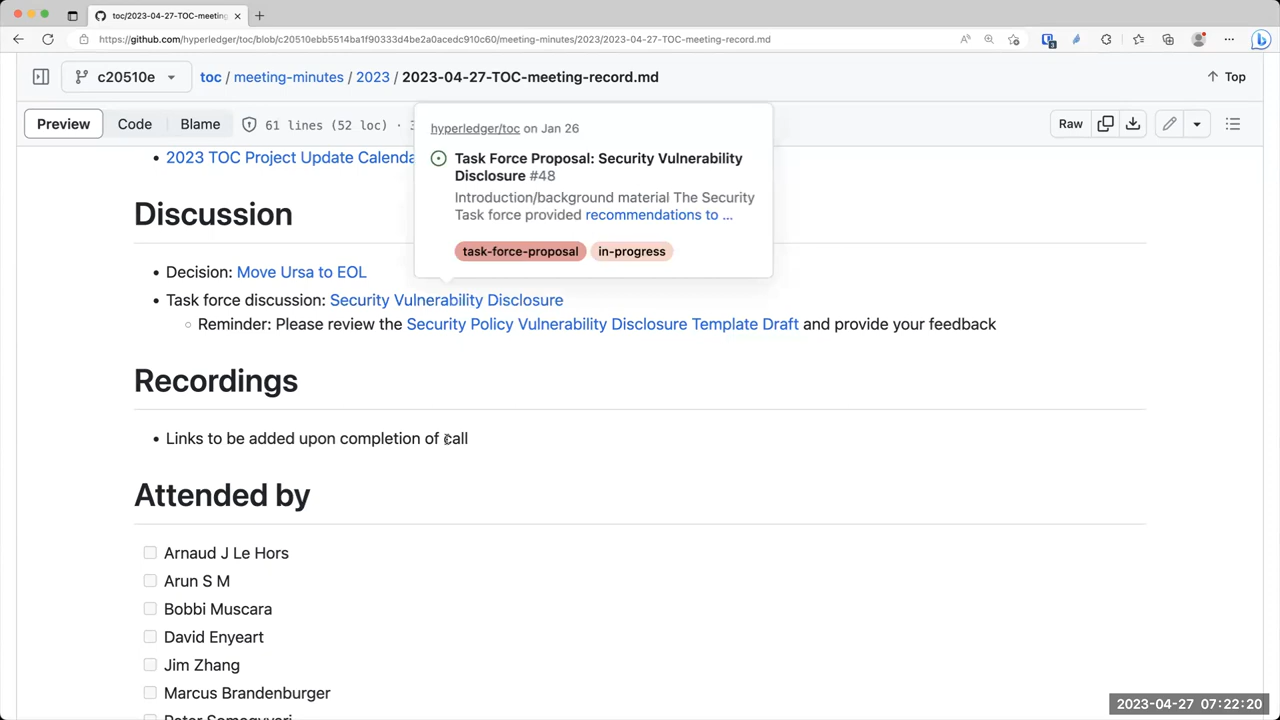 toc/2023-04-27-TOC-meeting
https://github.com/hyperledger/toc/blob/c20510ebb5514ba1f90333d4be2a0acedc910c60/meeting-minutes/2023/2023-04-27-TOC-meeting-record.md
c20510e
toc / meeting-minutes / 2023 / 2023-04-27-TOC-meeting-record.md
Top
Preview
Code
Blame
61 lines (52 loc) ·
Raw
hyperledger/toc on Jan 26
Task Force Proposal: Security Vulnerability
Disclosure #48
Introduction/background material The Security
Task force provided recommendations to ...
task-force-proposal
in-progress
2023 TOC Project Update
Discussion
Decision: Move Ursa to EOL
Task force discussion: Security Vulnerability Disclosure
Reminder: Please review the Security Policy Vulnerability Disclosure Template Draft and provide your feedback
Recordings
Links to be added upon completion of call
Attended by
Arnaud J Le Hors
Arun S M
Bobbi Muscara
David Enyeart
Jim Zhang
Marcus Brandenburger
2023-04-27 07:22:20